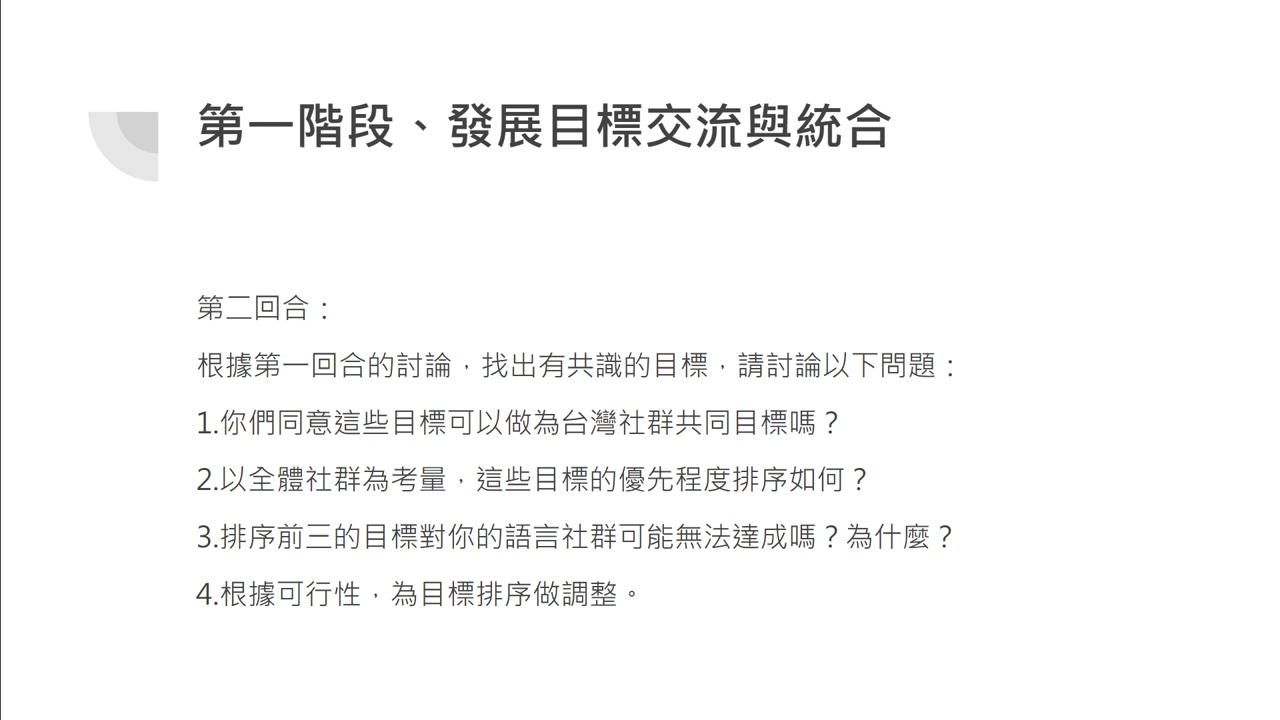 第一階段、發展目標交流與統合
第二回合：
根據第一回合的討論，找出有共識的目標，請討論以下問題：
1.你們同意這些目標可以做為台灣社群共同目標嗎？
2.以全體社群為考量，這些目標的優先程度排序如何？
3.排序前三的目標對你的語言社群可能無法達成嗎？為什麼？
4.根據可行性，為目標排序做調整。